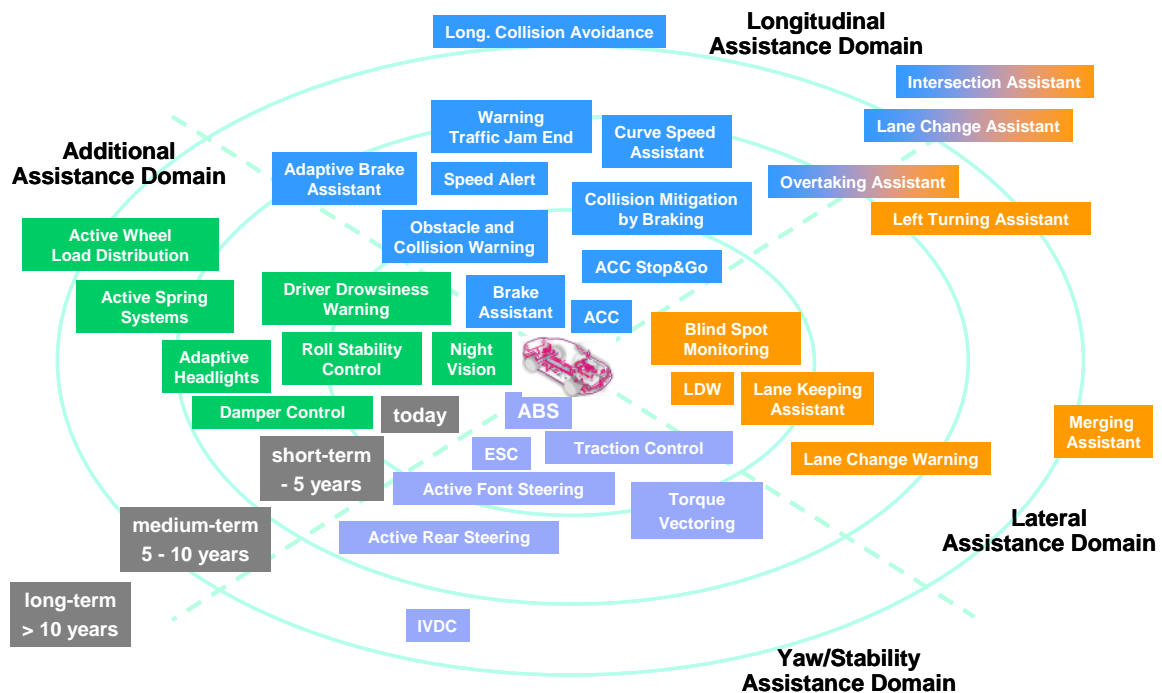 Longitudinal
Assistance Domain
Long. Collision Avoidance
Intersection Assistant
Lane Change Assistant
Warning
Traffic Jam End
Curve Speed
Assistant
Additional
Assistance Domain
Adaptive Brake
Assistant
Speed Alert
Overtaking Assistant
Collision Mitigation
by Braking
Left Turning Assistant
Obstacle and
Collision Warning
Active Wheel
Load Distribution
ACC Stop&Go
Driver Drowsiness
Warning
Brake
Assistant
Active Spring
Systems
ACC
Blind Spot
Monitoring
Adaptive
Headlights
Roll Stability
Control
Night
Vision
LDW
Lane Keeping
Assistant
Damper Control
today
ABS
Merging
Assistant
short-term
- 5 years
ESC
Traction Control
Lane Change Warning
Active Font Steering
Torque
Vectoring
medium-term
5 - 10 years
Active Rear Steering
Lateral
Assistance Domain
long-term
> 10 years
IVDC
Yaw/Stability
Assistance Domain